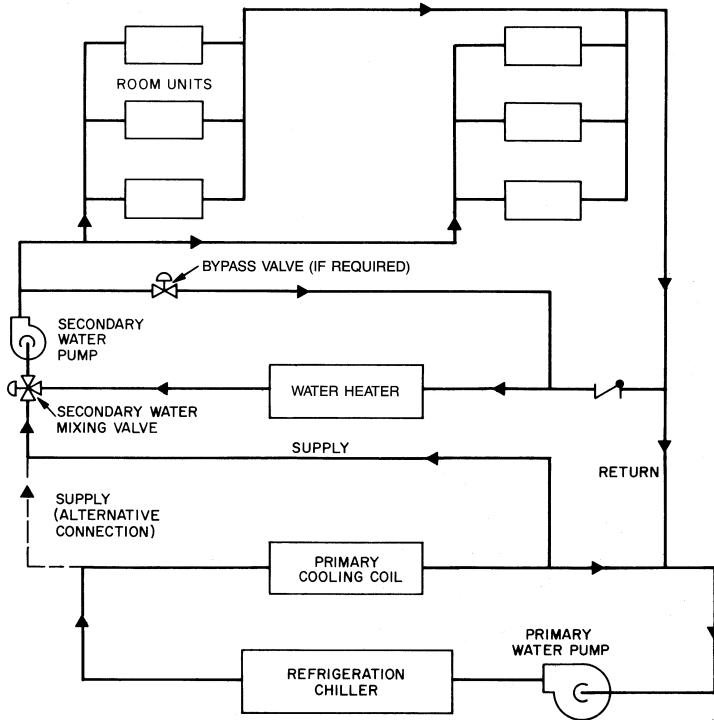 ROOM UNITS
BYPASS VALVE (IF REQUIRED)
SECONDARY
WATER
PUMP
WATER HEATER
SECONDARY WATER
MIXING VALVE
SUPPLY
RETURN
SUPPLY
(ALTERNATIVE
CONNECTION)
PRIMARY
COOLING COIL
PRIMARY
WATER PUMP
REFRIGERATION
CHILLER